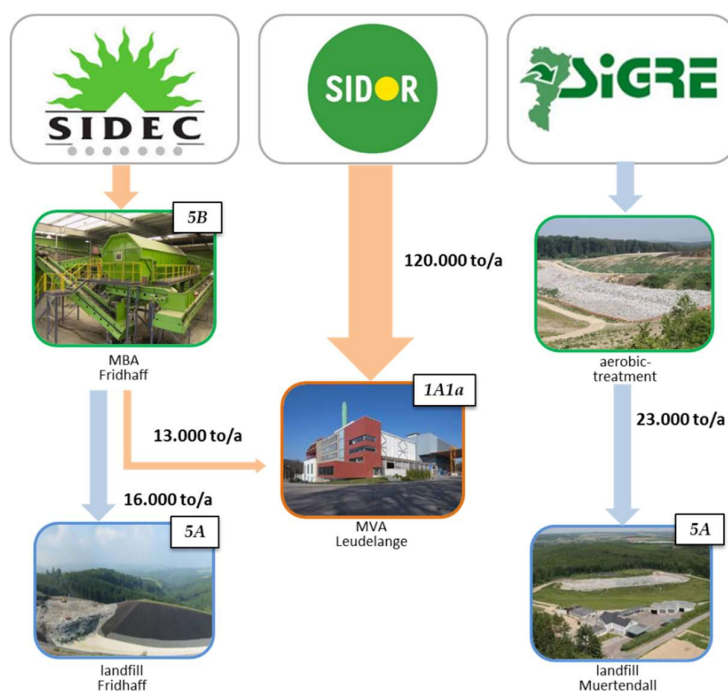 SIDEC
SIDOR
SIGRE
5B
120.000 to/a
MBA
Fridhaff
aerobic-
treatment
1A1a
13.000 to/a
23.000 to/a
16.000 to/a
5A
MVA
Leudelange
5A
landfill
Fridhaff
landfill
Muertendall